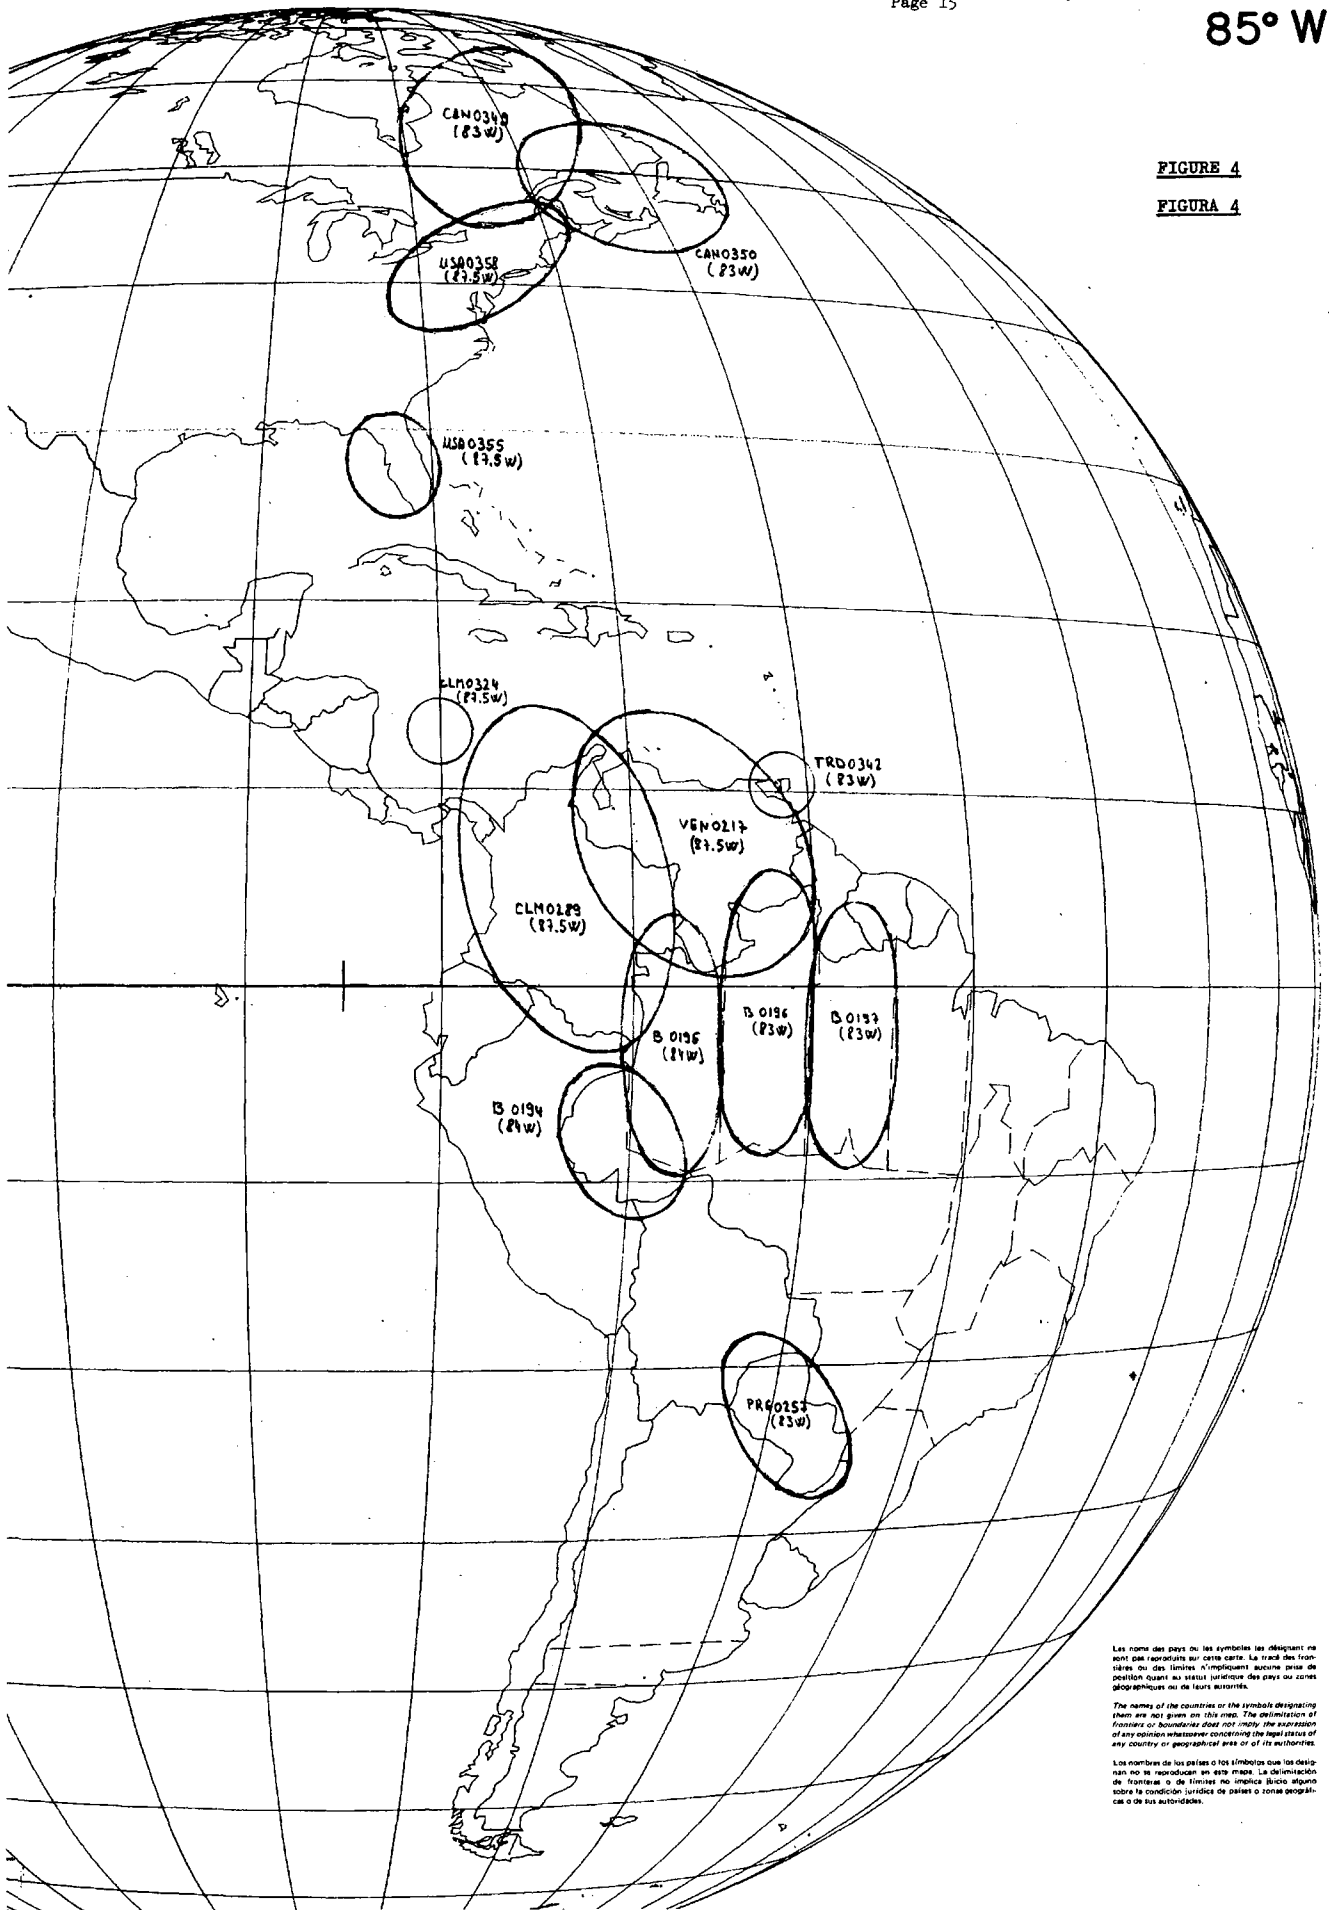 Page 15
85° W
FIGURE 4
FIGURA 4
CAN0349
(83W)
CAN0350
(83W)
USA0358
(87.5W)
USA0355
(87.5W)
CLM0324
(87.5W)
TRD0342
(83W)
VEN0217
(87.5W)
CLM0289
(87.5W)
B 0195
(84W)
B 0196
(83W)
B 0197
(83W)
B 0194
(84W)
PRG0257
(83W)
Les noms des pays ou les symboles les désignant ne
sont pas reproduits sur cette carte. Le tracé des fron-
tières ou des limites n'impliquent aucune prise de
position quant au statut juridique des pays ou zones
géographiques ou de leurs autorités.
The names of the countries or the symbols designating
them are not given on this map. The delimitation of
frontiers or boundaries does not imply the expression
of any opinion whatsoever concerning the legal status of
any country or geographical area or of its authorities.
Los nombres de los países o los símbolos que los desig-
nan no se reproducen en este mapa. La delimitación
de fronteras o de límites no implica juicio alguno
sobre la condición jurídica de países o zonas geográfi-
cas o de sus autoridades.